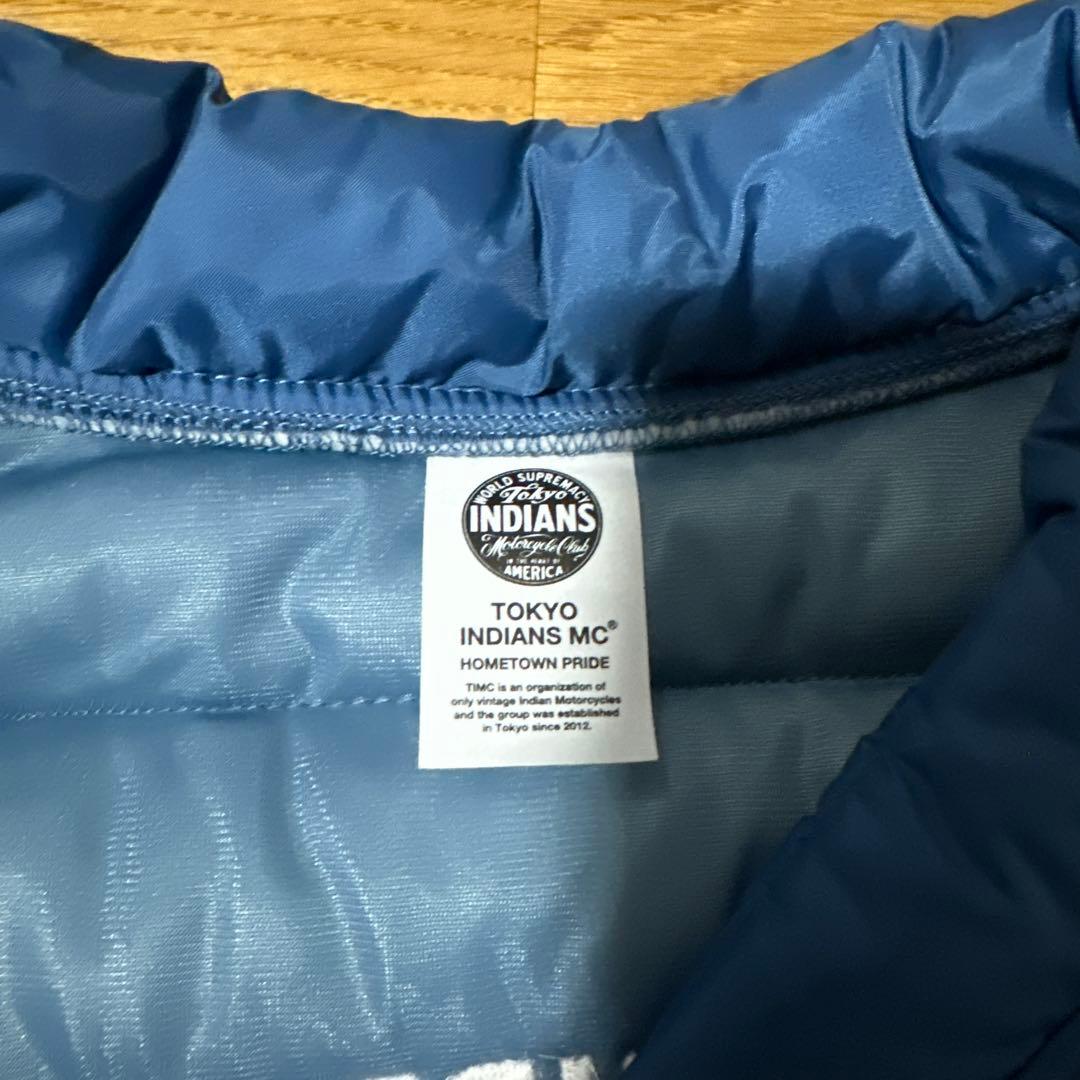 WORLD SUPREMACY
Tokyo
INDIANS
Motorcycle Club
IN THE HEART OF
AMERICA
TOKYO
INDIANS MC®
HOMETOWN PRIDE
TIMC is an organization of
only vintage Indian Motorcycles
and the group was established
in Tokyo since 2012.